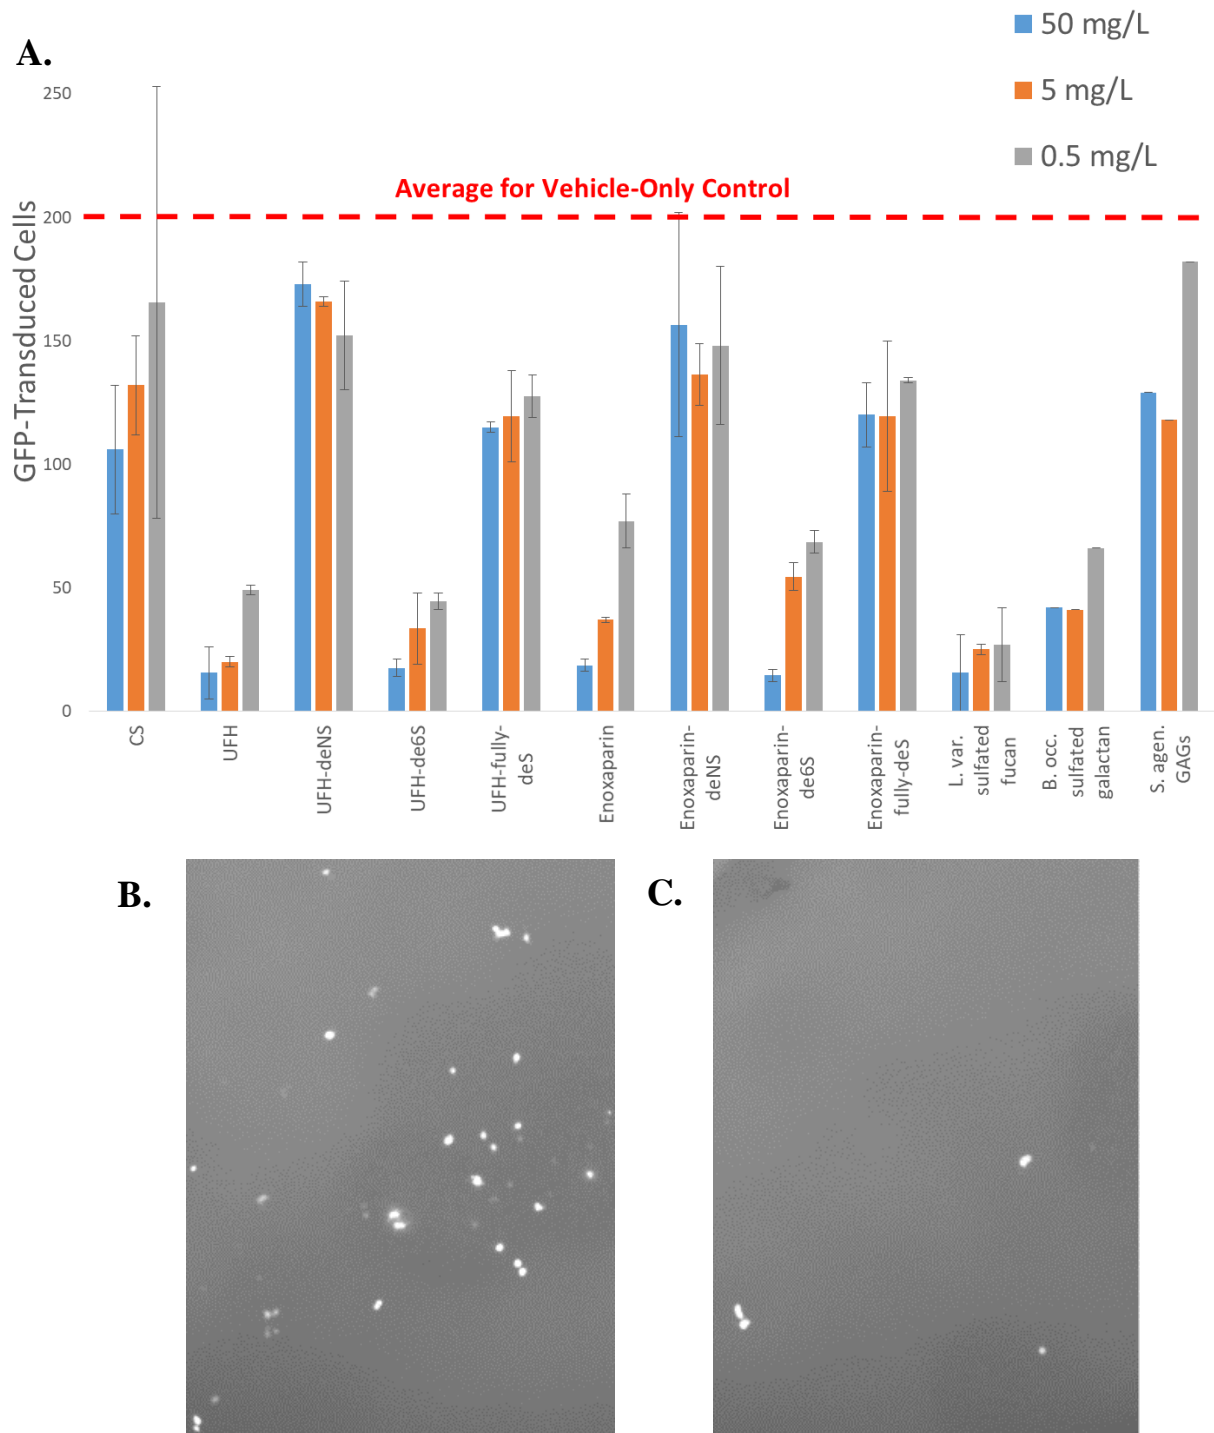 50 mg/L
5 mg/L
0.5 mg/L
A.
250
200
150
100
50
0
GFP-Transduced Cells
Average for Vehicle-Only Control
CS
UFH
UFH-deNS
UFH-de6S
UFH-fully-
deS
Enoxaparin
Enoxaparin-
deNS
Enoxaparin-
de6S
Enoxaparin-
fully-deS
L. var.
sulfated
fucan
B. occ.
sulfated
galactan
S. agen.
GAGs
B.
C.